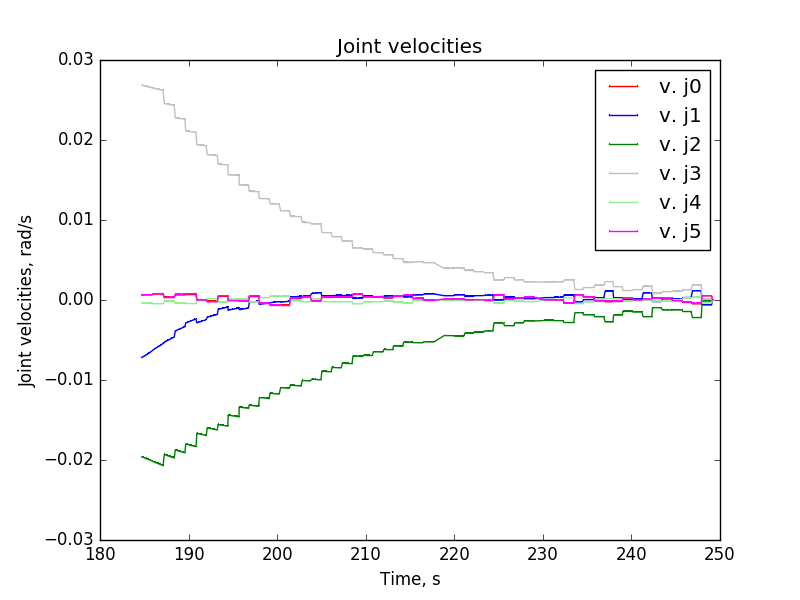 Joint velocities
0.03
0.02
0.01
0.00
−0.01
−0.02
−0.03
Joint velocities, rad/s
v. j0
v. j1
v. j2
v. j3
v. j4
v. j5
180 190 200 210 220 230 240 250
Time, s